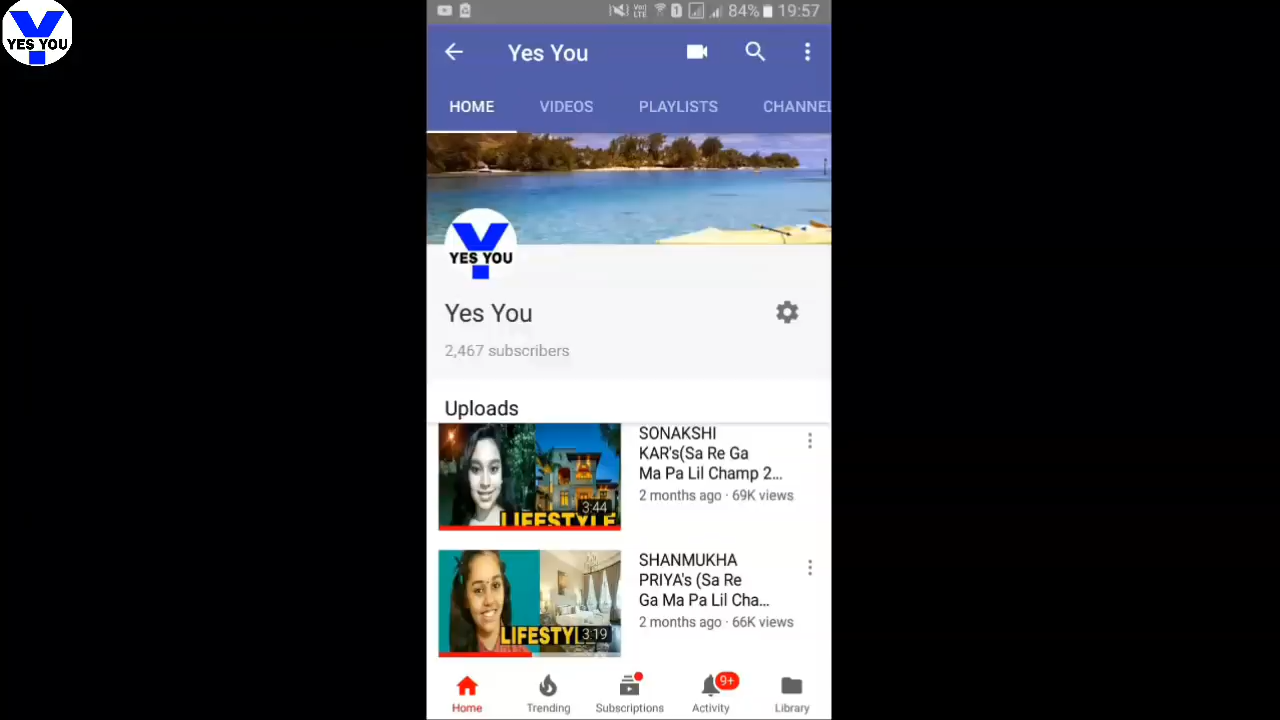 YES YOU
84% 19:57
Yes You
HOME VIDEOS PLAYLISTS CHANNEL
YES YOU
Yes You
2,467 subscribers
Uploads
SONAKSHI
KAR's(Sa Re Ga
Ma Pa Lil Champ 2...
2 months ago · 69K views
3:44
LIFESTYLE
SHANMUKHA
PRIYA's (Sa Re
Ga Ma Pa Lil Cha...
2 months ago · 66K views
LIFESTYL
3:19
9+
Home Trending Subscriptions Activity Library